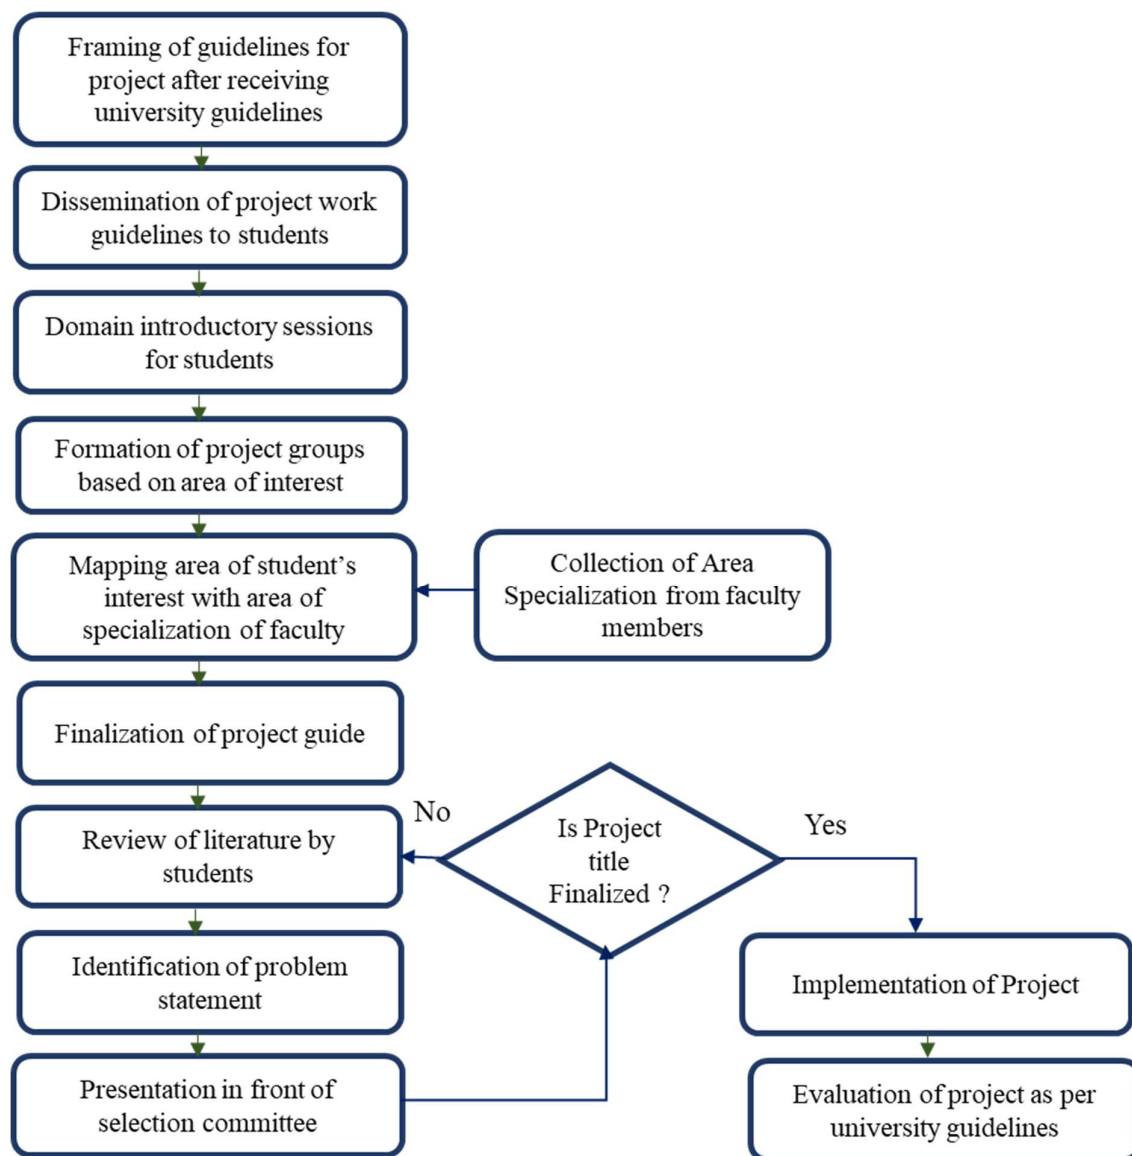 Framing of guidelines for
project after receiving
university guidelines
Dissemination of project work
guidelines to students
Domain introductory sessions
for students
Formation of project groups
based on area of interest
Mapping area of student’s
interest with area of
specialization of faculty
Collection of Area
Specialization from faculty
members
Finalization of project guide
Review of literature by
students
No
Is Project
title
Finalized ?
Yes
Identification of problem
statement
Implementation of Project
Presentation in front of
selection committee
Evaluation of project as per
university guidelines